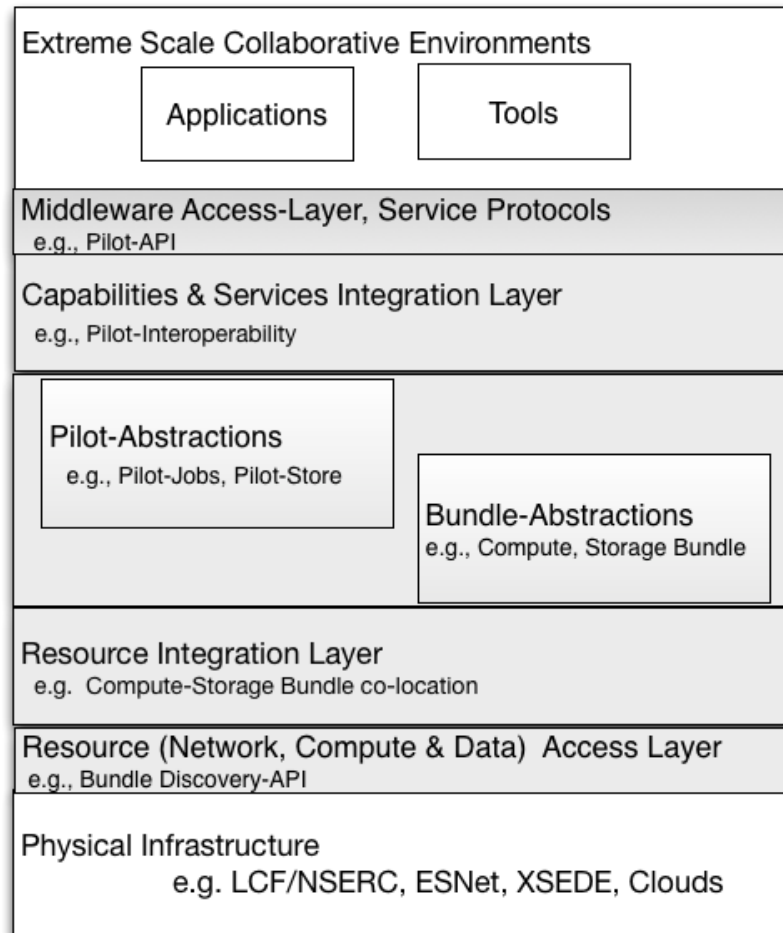 Extreme Scale Collaborative Environments
Applications
Tools
Middleware Access-Layer, Service Protocols
e.g., Pilot-API
Capabilities & Services Integration Layer
e.g., Pilot-Interoperability
Pilot-Abstractions
e.g., Pilot-Jobs, Pilot-Store
Bundle-Abstractions
e.g., Compute, Storage Bundle
Resource Integration Layer
e.g. Compute-Storage Bundle co-location
Resource (Network, Compute & Data) Access Layer
e.g., Bundle Discovery-API
Physical Infrastructure
e.g. LCF/NSERC, ESNet, XSEDE, Clouds